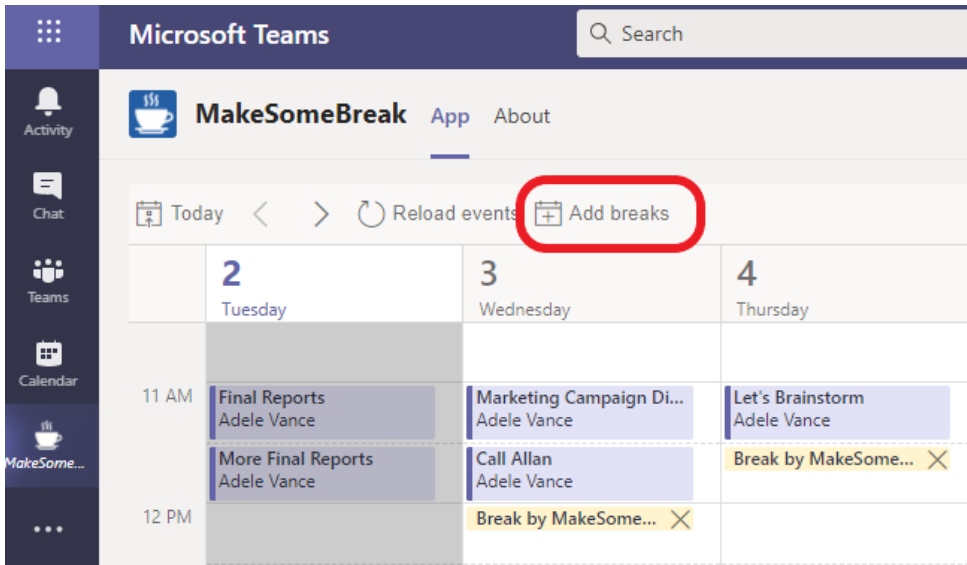 Microsoft Teams
Search
Activity
Chat
Teams
Calendar
MakeSome...
MakeSomeBreak App About
Today Reload events Add breaks
2 3 4
Tuesday Wednesday Thursday
11 AM
Final Reports
Adele Vance
Marketing Campaign Di...
Adele Vance
Let's Brainstorm
Adele Vance
More Final Reports
Adele Vance
Call Allan
Adele Vance
Break by MakeSome...
12 PM
Break by MakeSome...